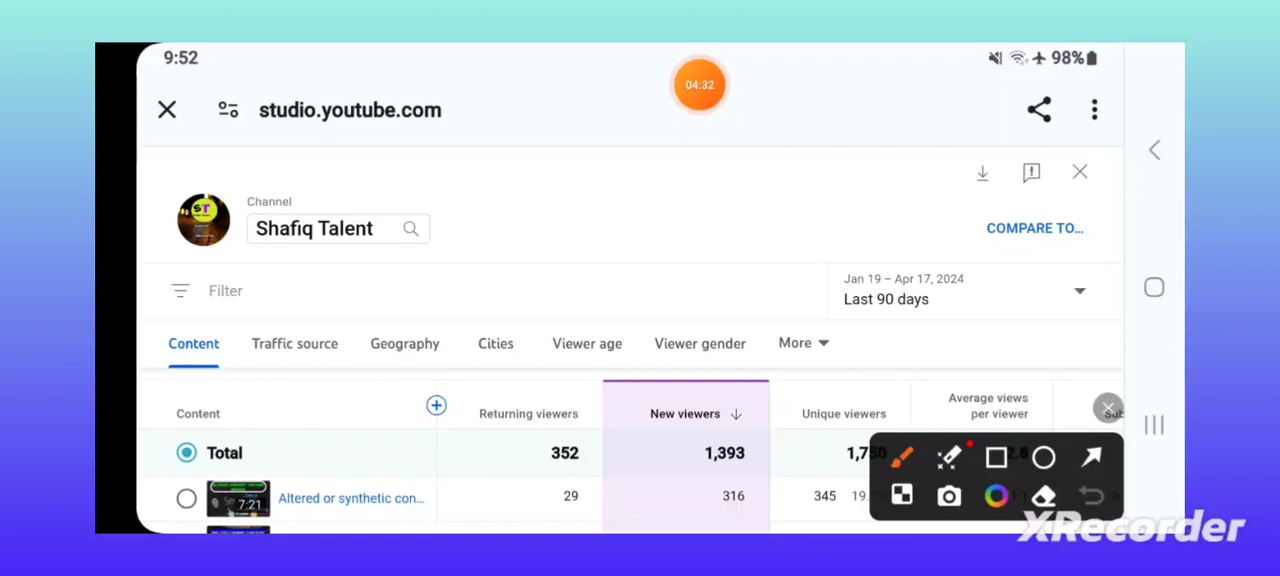 9:52
04:32
98%
studio.youtube.com
Channel
Shafiq Talent
COMPARE TO...
Filter
Jan 19 – Apr 17, 2024
Last 90 days
Content Traffic source Geography Cities Viewer age Viewer gender More
Content Returning viewers New viewers Unique viewers Average views per viewer
Total 352 1,393
7:21 Altered or synthetic con... 29 316 345
XRecorder